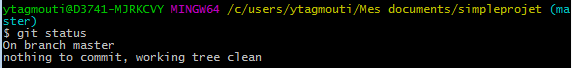 ytagmouti@D3741-MJRKCVY MINGW64 /c/users/ytagmouti/Mes documents/simpleprojet (ma
ster)
$ git status
On branch master
nothing to commit, working tree clean